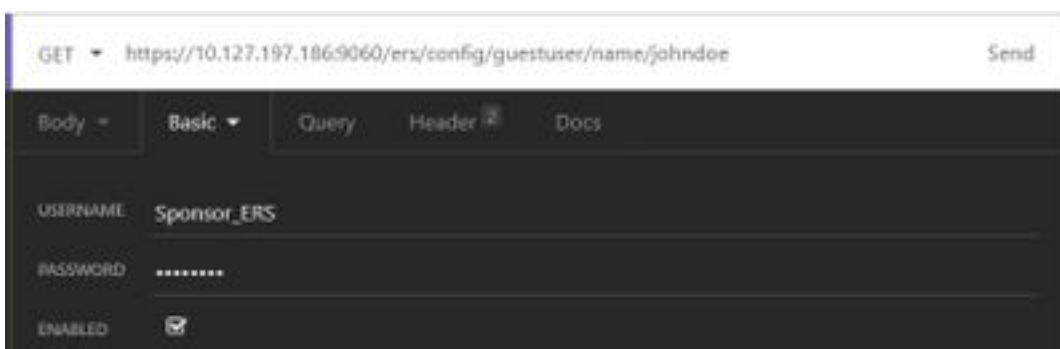 GET https://10.127.197.186:9060/ers/config/guestuser/name/johndoe Send
Body Basic Query Header 2 Docs
USERNAME Sponsor_ERS
PASSWORD ••••••••
ENABLED